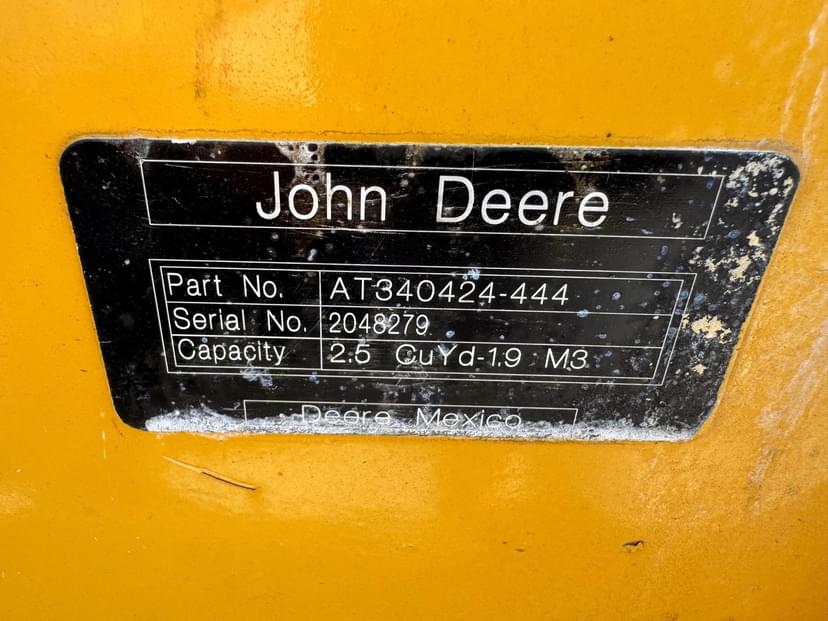 John Deere
Part No. AT340424-444
Serial No. 2048279
Capacity 2.5 CuYd-1.9 M3
Deere Mexico